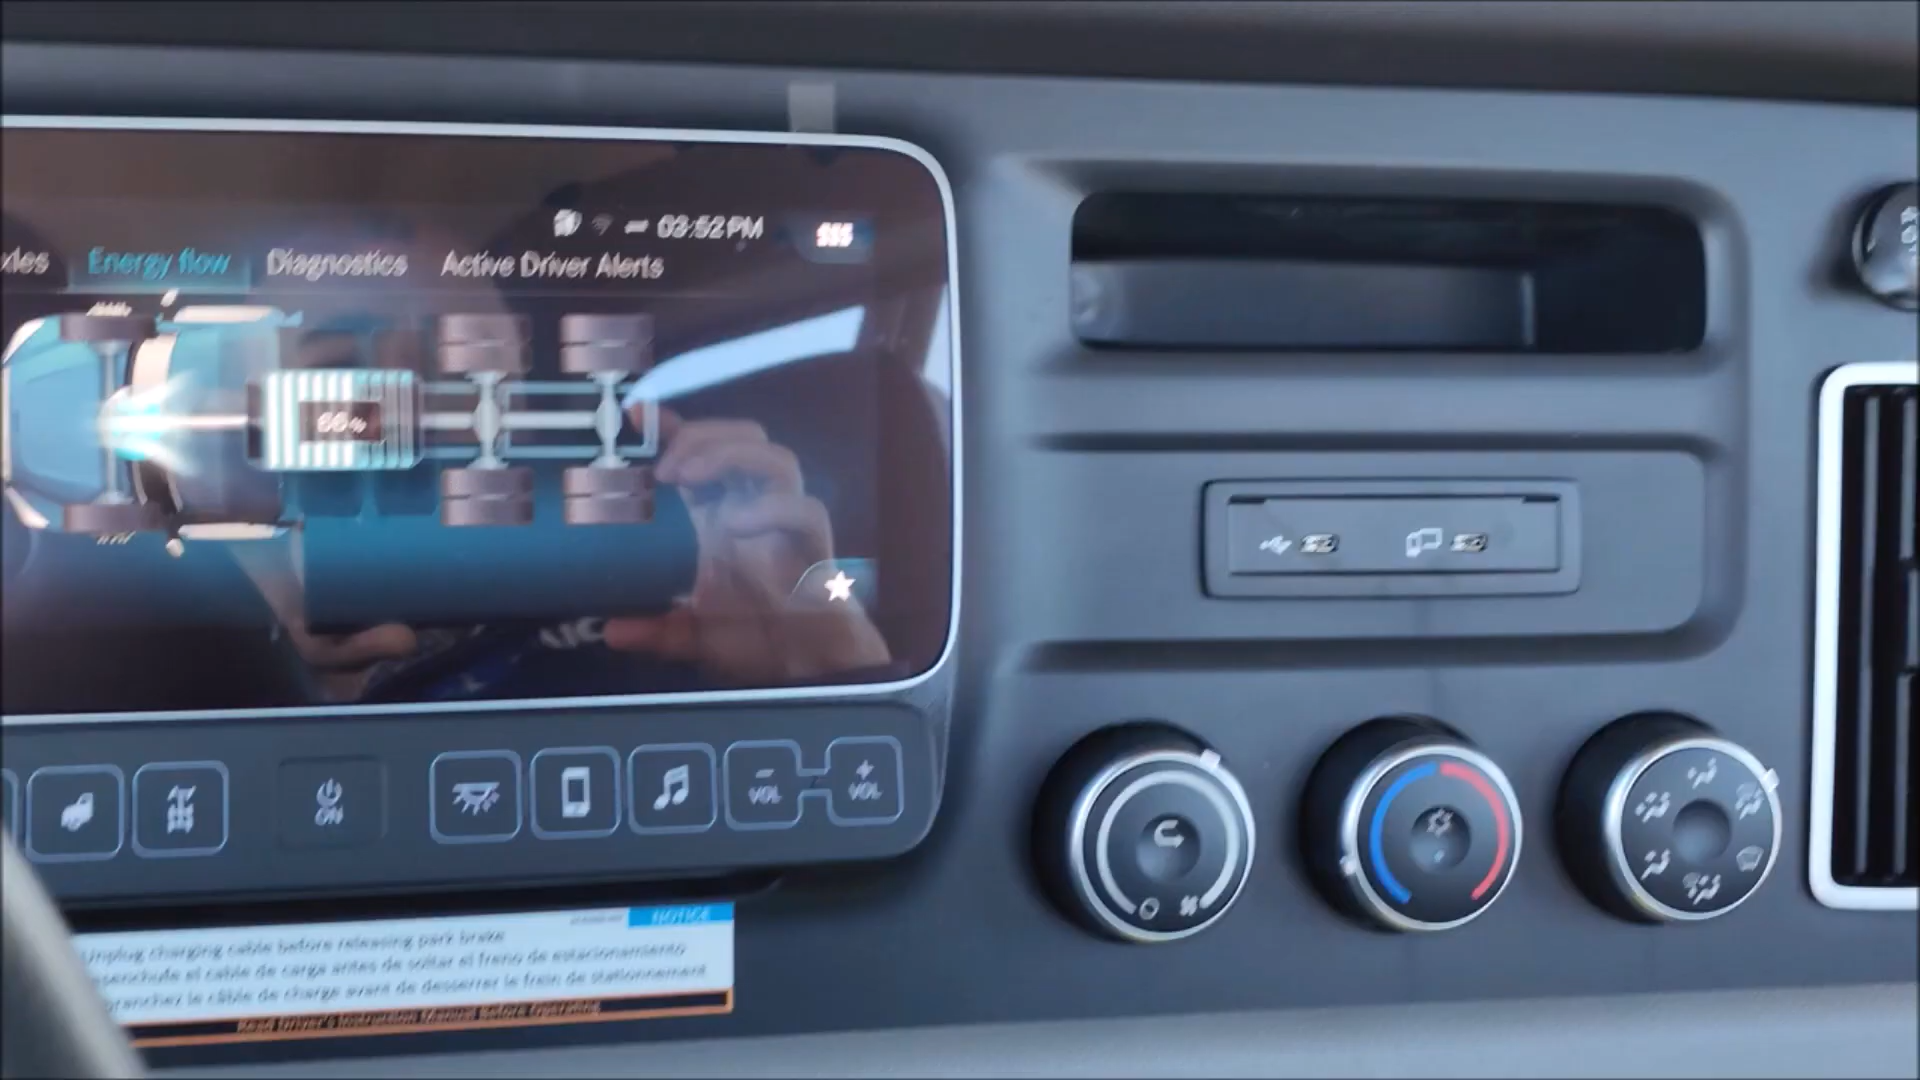 03:52 PM
Energy flow
Diagnostics
Active Driver Alerts
66%
ON
VOL
VOL
NOTICE
Unplug charging cable before releasing park brake
el cable de carga antes de soltar el freno de estacionamiento
le câble de charge avant de desserrer le frein de stationnement
Read Driver's Instruction Manual Before Operating